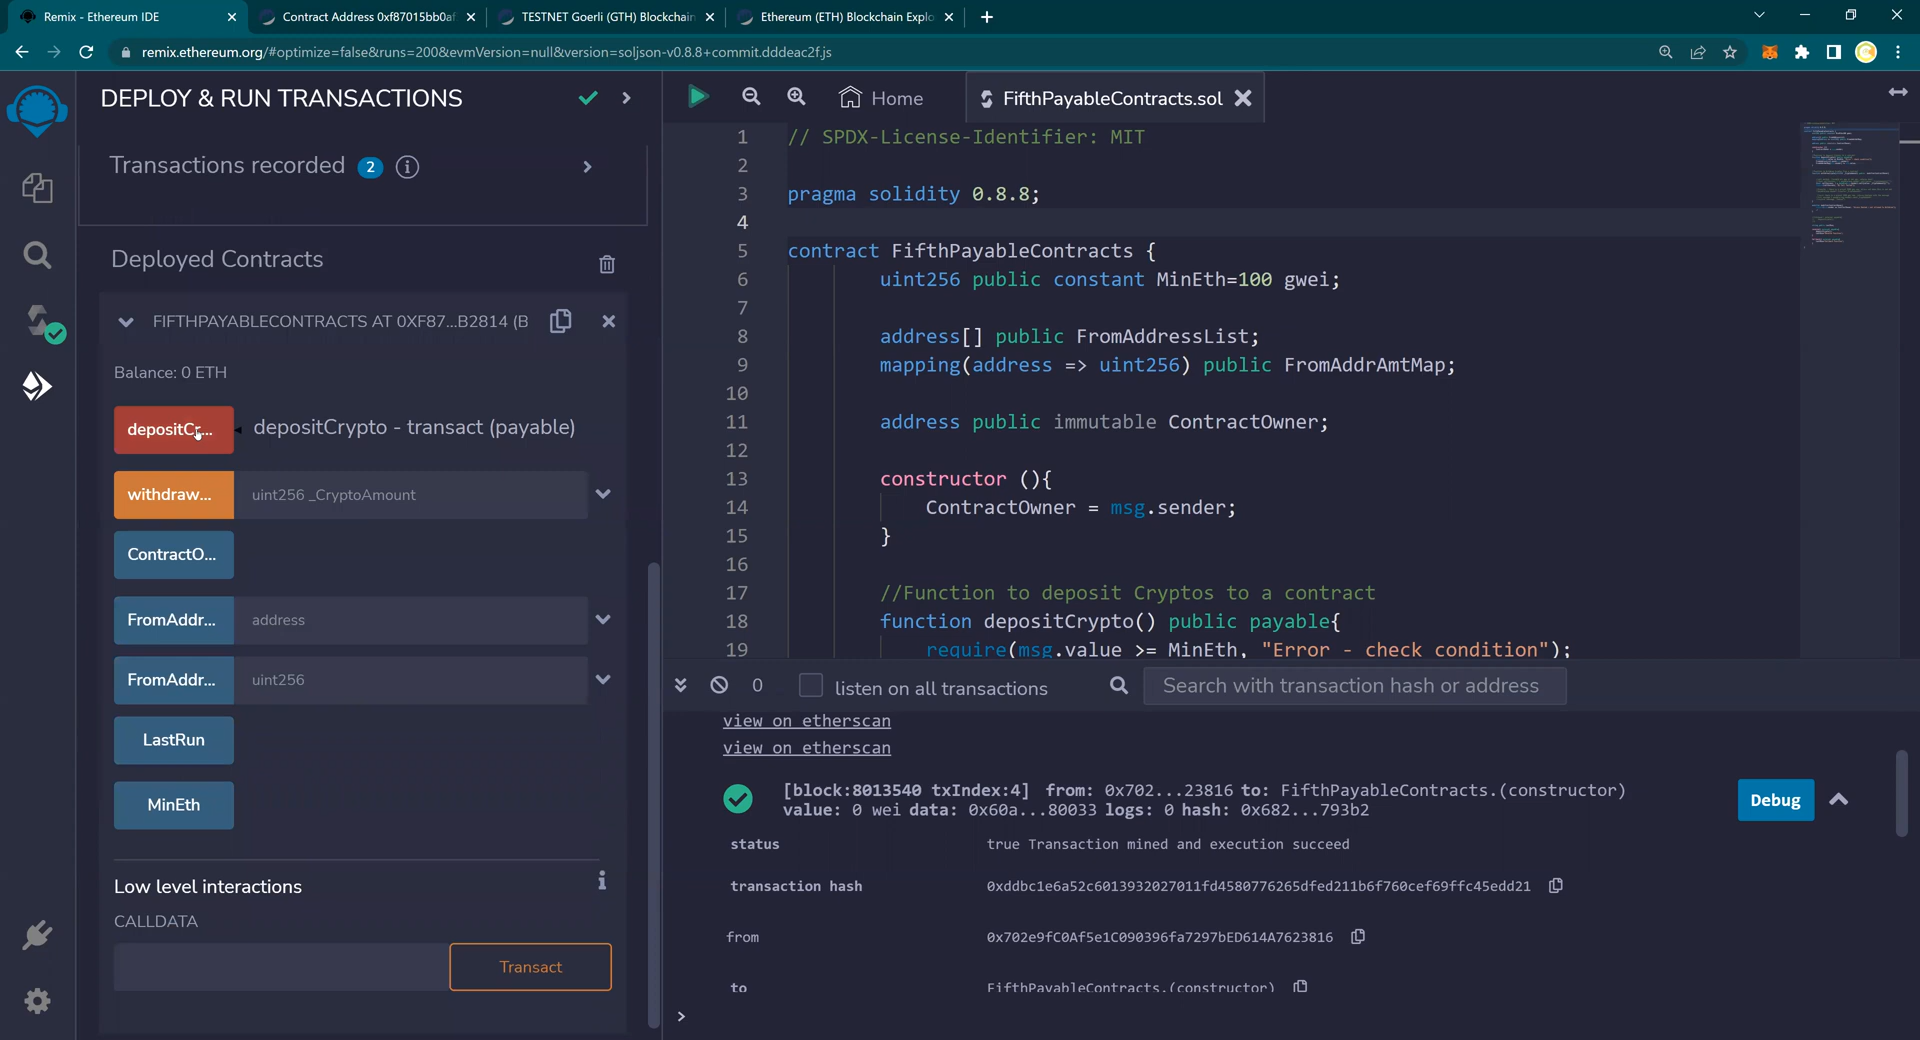 Remix - Ethereum IDE
Contract Address 0xf87015bb0af
TESTNET Goerli (GTH) Blockchain
Ethereum (ETH) Blockchain Explo
remix.ethereum.org/#optimize=false&runs=200&evmVersion=null&version=soljson-v0.8.8+commit.dddeac2f.js
DEPLOY & RUN TRANSACTIONS
Transactions recorded 2 i
Deployed Contracts
FIFTHPAYABLECONTRACTS AT 0XF87...B2814 (B
Balance: 0 ETH
depositCr...
depositCrypto - transact (payable)
withdraw...
uint256 _CryptoAmount
ContractO...
FromAddr...
address
FromAddr...
uint256
LastRun
MinEth
Low level interactions
i
CALLDATA
Transact
Home
FifthPayableContracts.sol
1 // SPDX-License-Identifier: MIT
2
3 pragma solidity 0.8.8;
4
5 contract FifthPayableContracts {
6 uint256 public constant MinEth=100 gwei;
7
8 address[] public FromAddressList;
9 mapping(address => uint256) public FromAddrAmtMap;
10
11 address public immutable ContractOwner;
12
13 constructor (){
14 ContractOwner = msg.sender;
15 }
16
17 //Function to deposit Cryptos to a contract
18 function depositCrypto() public payable{
19 require(msg.value >= MinEth, "Error - check condition");
0
listen on all transactions
Search with transaction hash or address
view on etherscan
view on etherscan
[block:8013540 txIndex:4] from: 0x702...23816 to: FifthPayableContracts.(constructor)
value: 0 wei data: 0x60a...80033 logs: 0 hash: 0x682...793b2
Debug
status
true Transaction mined and execution succeed
transaction hash
0xddbc1e6a52c6013932027011fd4580776265dfed211b6f760cef69ffc45edd21
from
0x702e9fC0Af5e1C090396fa7297bED614A7623816
to
FifthPayableContracts.(constructor)
>